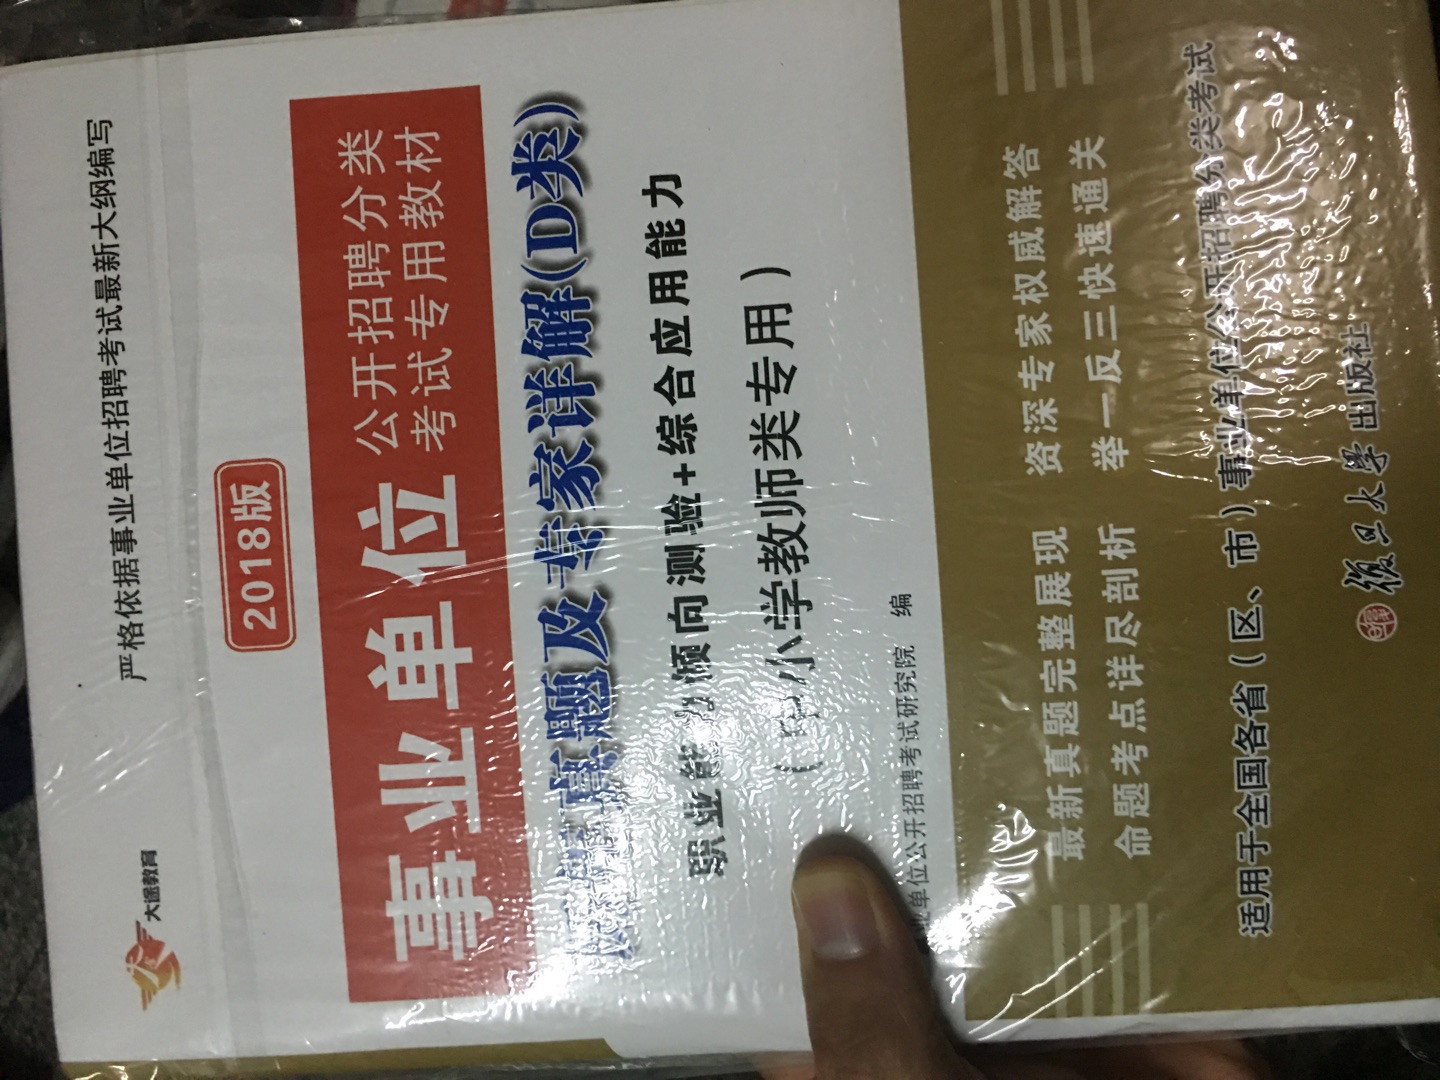 大途教育
严格依据事业单位招聘考试最新大纲编写
2018版
事业单位
公开招聘分类
考试专用教材
真题及专家详解(D类)
职业能力倾向测验+综合应用能力
(中小学教师类专用)
业单位公开招聘考试研究院 编
最新真题完整展现 资深专家权威解答
命题考点详尽剖析 举一反三快速通关
适用于全国各省(区、市)事业单位公开招聘分类考试
復旦大學出版社